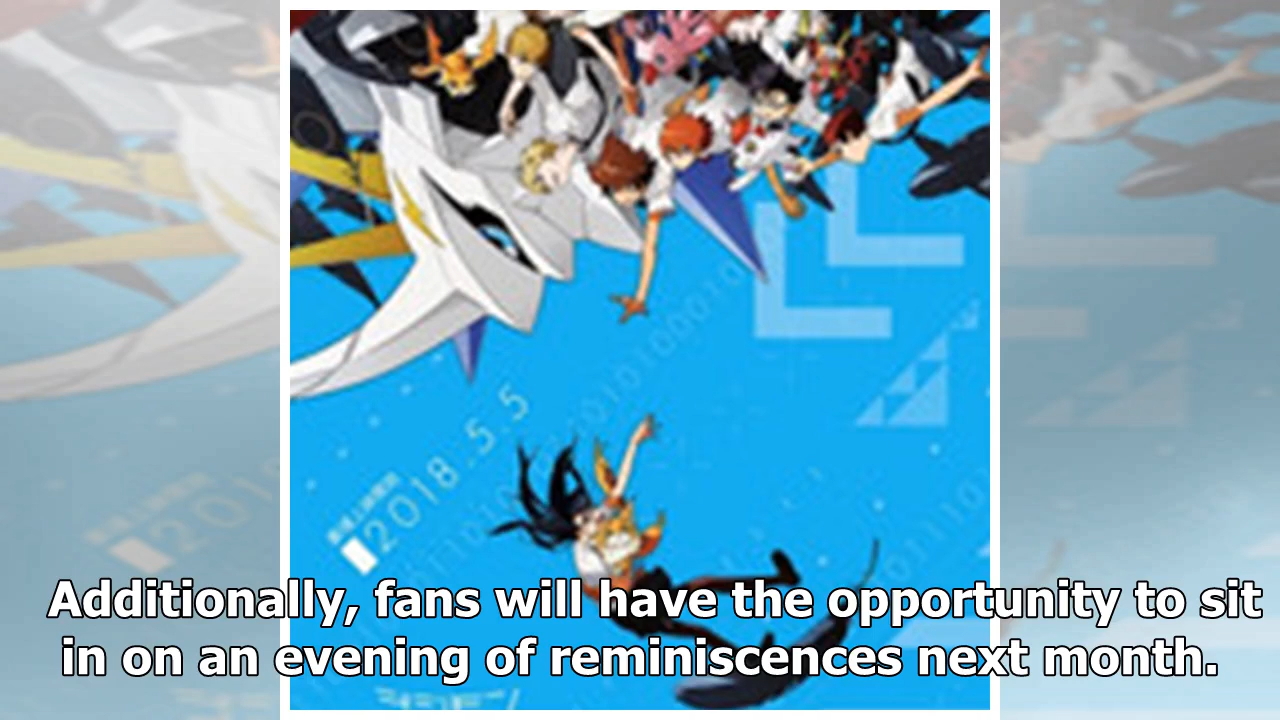 2018.5.5
Additionally, fans will have the opportunity to sit
in on an evening of reminiscences next month.